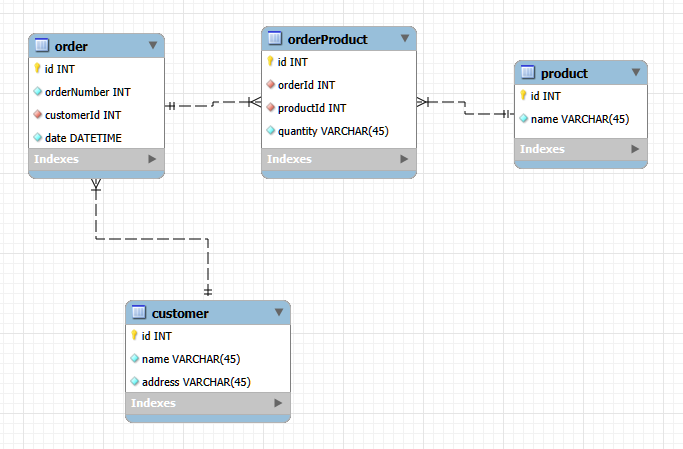 order
id INT
orderNumber INT
customerId INT
date DATETIME
Indexes
orderProduct
id INT
orderId INT
productId INT
quantity VARCHAR(45)
Indexes
product
id INT
name VARCHAR(45)
Indexes
customer
id INT
name VARCHAR(45)
address VARCHAR(45)
Indexes